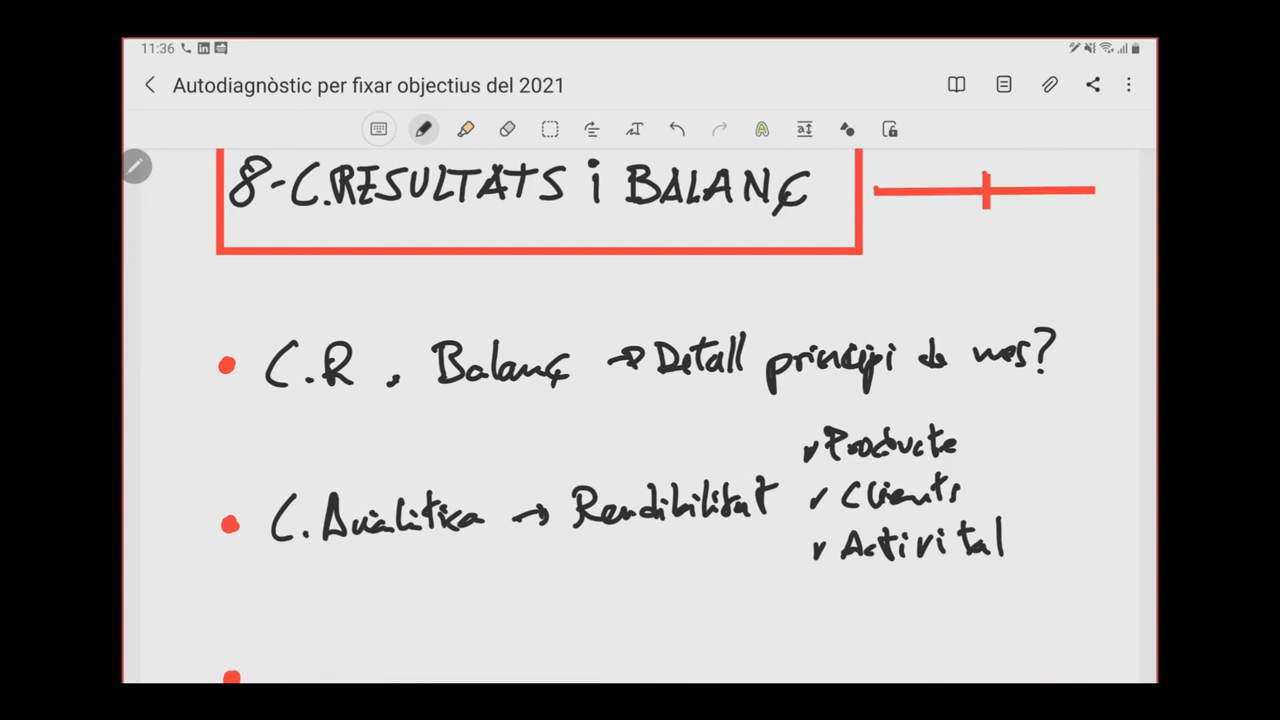 11:36
Autodiagnòstic per fixar objectius del 2021
8-C.RESULTATS i BALANÇ
• C.R, Balanç → Detall principi de mes?
• C. Analitica → Rendibilitat
✓ Producte
✓ Clients
✓ Activitat